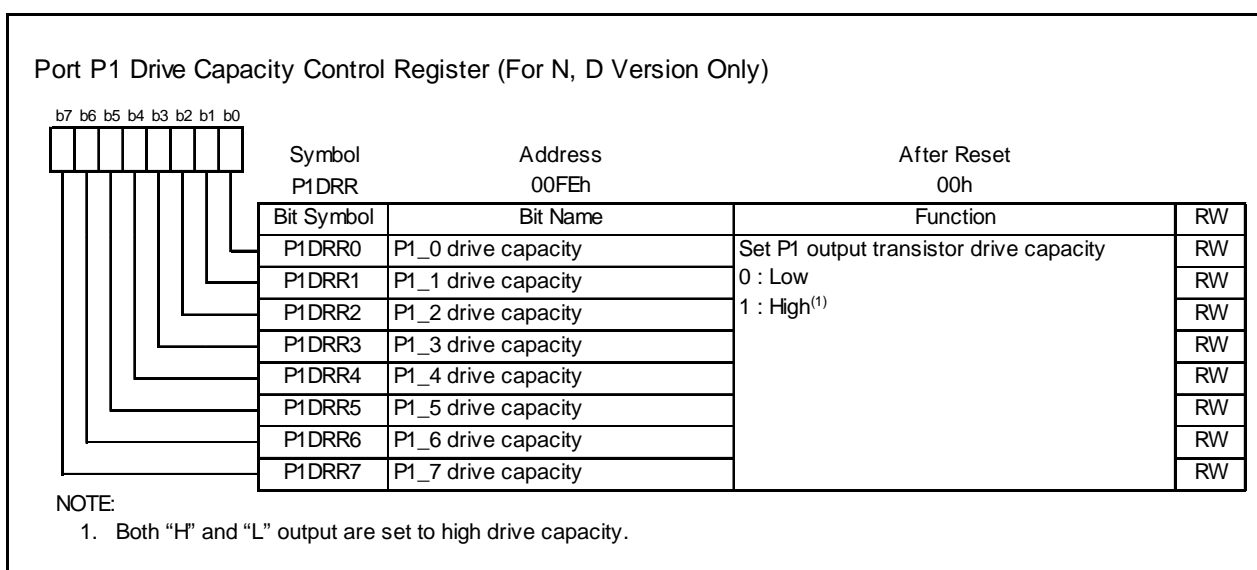 Port P1 Drive Capacity Control Register (For N, D Version Only)
b7 b6 b5 b4 b3 b2 b1 b0
Symbol Address After Reset
P1DRR 00FEh 00h
Bit Symbol Bit Name Function RW
P1DRR0 P1_0 drive capacity Set P1 output transistor drive capacity RW
P1DRR1 P1_1 drive capacity 0 : Low RW
P1DRR2 P1_2 drive capacity 1 : High(1) RW
P1DRR3 P1_3 drive capacity RW
P1DRR4 P1_4 drive capacity RW
P1DRR5 P1_5 drive capacity RW
P1DRR6 P1_6 drive capacity RW
P1DRR7 P1_7 drive capacity RW
NOTE:
1. Both “H” and “L” output are set to high drive capacity.